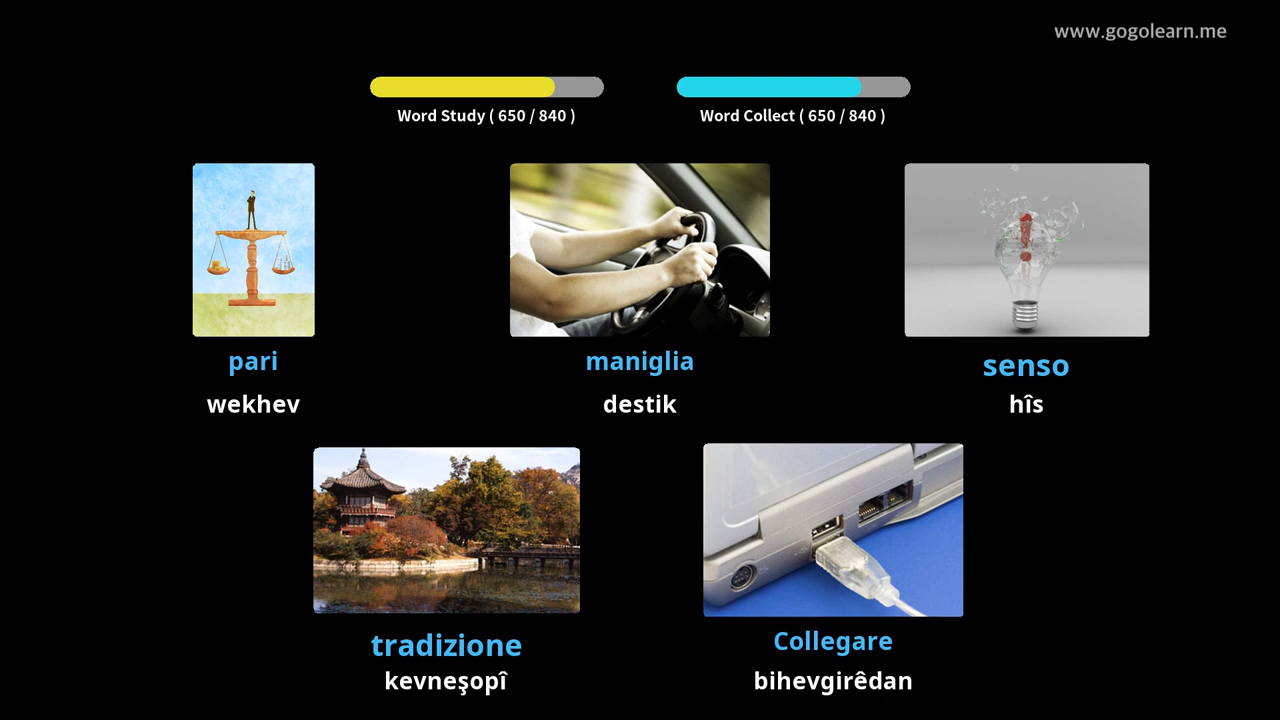 www.gogolearn.me
Word Study ( 650 / 840 )
Word Collect ( 650 / 840 )
pari
maniglia
senso
wekhev
destik
hîs
tradizione
Collegare
kevneşopî
bihevgirêdan